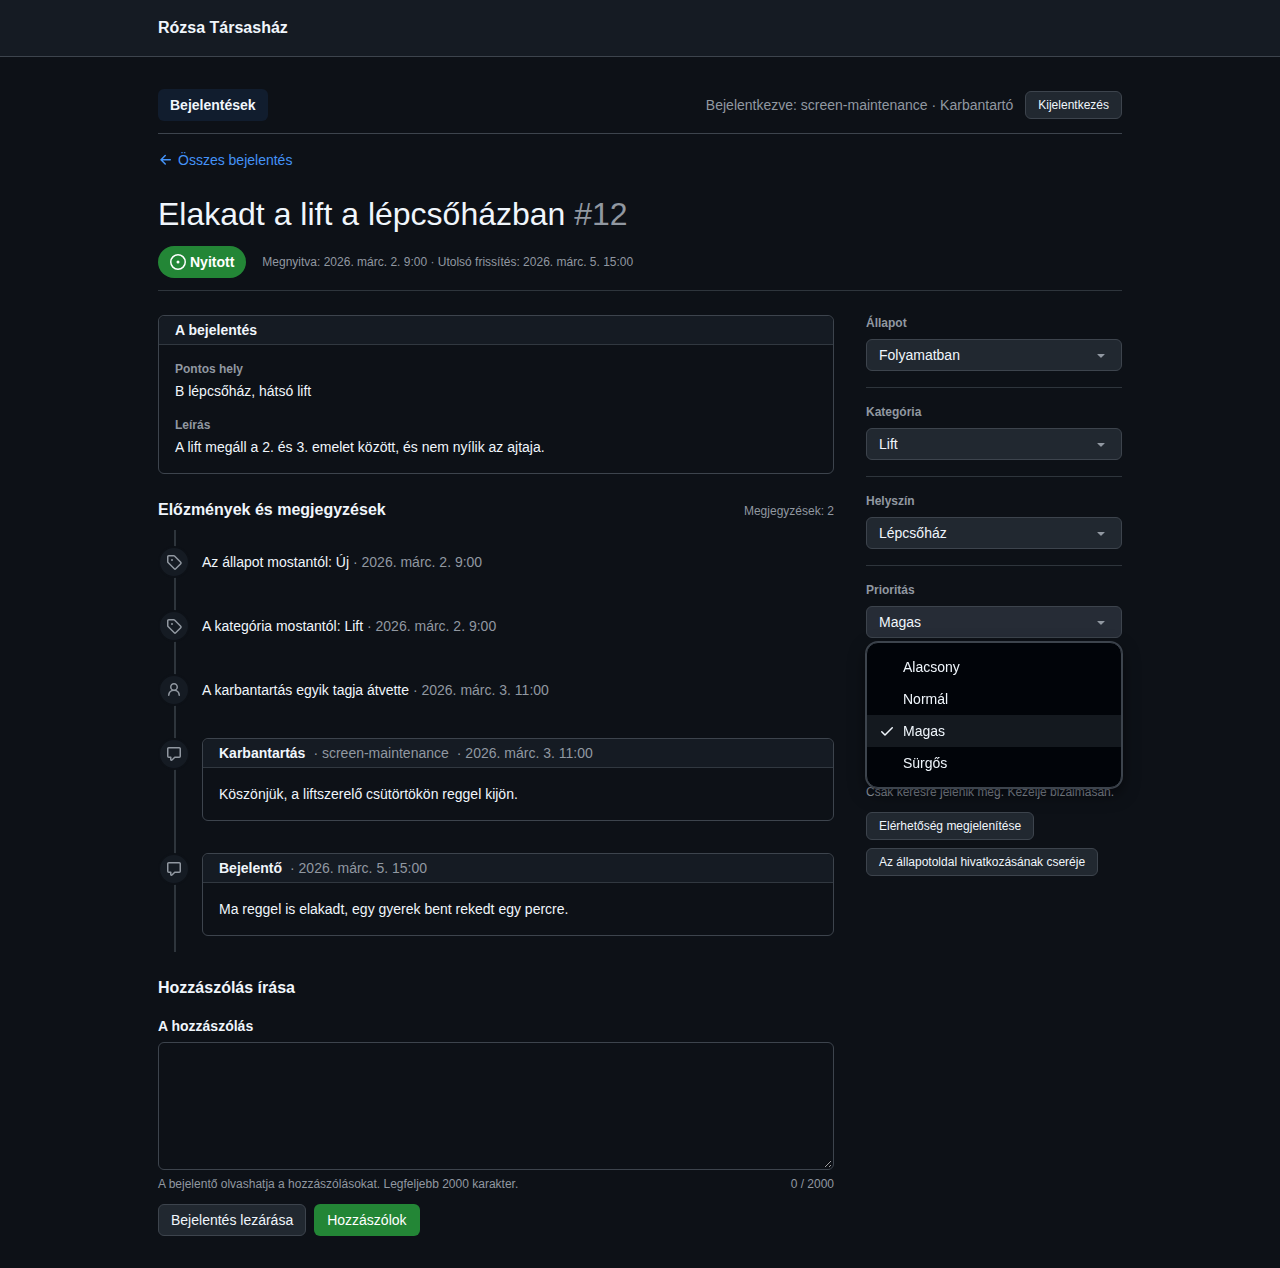 Rózsa Társasház
Bejelentések
Bejelentkezve: screen-maintenance · Karbantartó
Kijelentkezés
← Összes bejelentés
Elakadt a lift a lépcsőházban #12
Nyitott
Megnyitva: 2026. márc. 2. 9:00 · Utolsó frissítés: 2026. márc. 5. 15:00
A bejelentés
Pontos hely
B lépcsőház, hátsó lift
Leírás
A lift megáll a 2. és 3. emelet között, és nem nyílik az ajtaja.
Előzmények és megjegyzések
Megjegyzések: 2
Az állapot mostantól: Új · 2026. márc. 2. 9:00
A kategória mostantól: Lift · 2026. márc. 2. 9:00
A karbantartás egyik tagja átvette · 2026. márc. 3. 11:00
Karbantartás · screen-maintenance · 2026. márc. 3. 11:00
Köszönjük, a liftszerelő csütörtökön reggel kijön.
Bejelentő · 2026. márc. 5. 15:00
Ma reggel is elakadt, egy gyerek bent rekedt egy percre.
Hozzászólás írása
A hozzászólás
A bejelentő olvashatja a hozzászólásokat. Legfeljebb 2000 karakter.
0 / 2000
Bejelentés lezárása
Hozzászólok
Állapot
Folyamatban
Kategória
Lift
Helyszín
Lépcsőház
Prioritás
Magas
Alacsony
Normál
Magas
Sürgős
Csak kérésre jelenik meg. Kezelje bizalmasan.
Elérhetőség megjelenítése
Az állapotoldal hivatkozásának cseréje